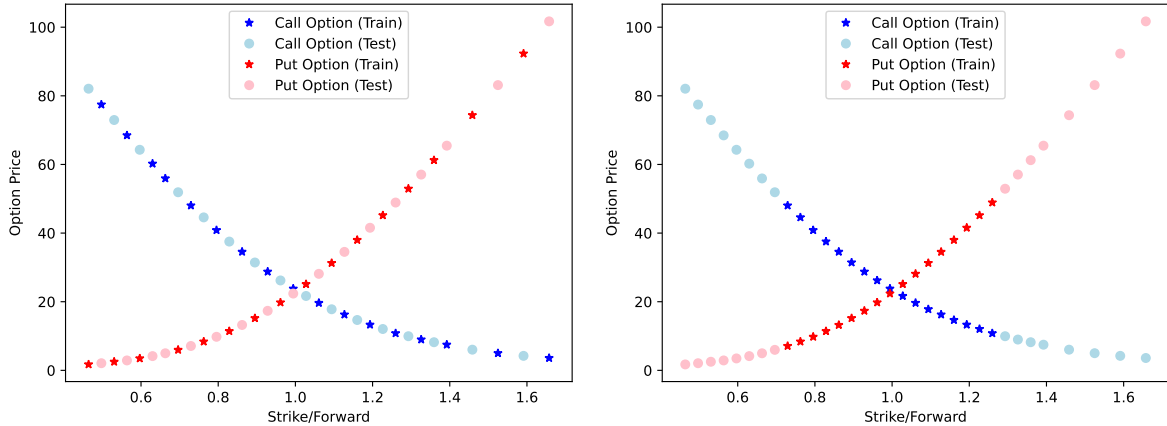 100
80
60
40
20
0
Option Price
Call Option (Train)
Call Option (Test)
Put Option (Train)
Put Option (Test)
0.6
0.8
1.0
1.2
1.4
1.6
Strike/Forward
100
80
60
40
20
0
Option Price
Call Option (Train)
Call Option (Test)
Put Option (Train)
Put Option (Test)
0.6
0.8
1.0
1.2
1.4
1.6
Strike/Forward